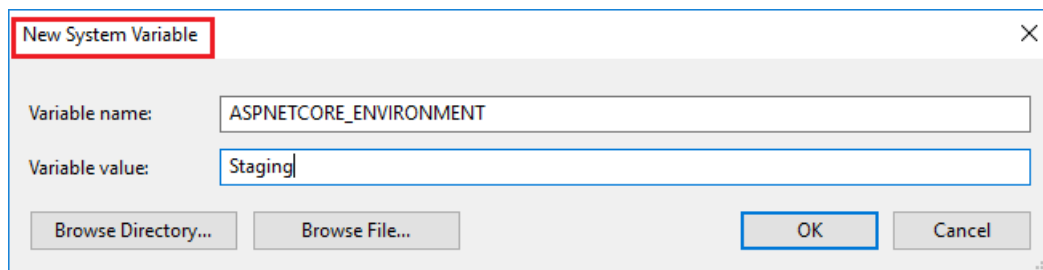 New System Variable
Variable name: ASPNETCORE_ENVIRONMENT
Variable value: Staging
Browse Directory... Browse File... OK Cancel